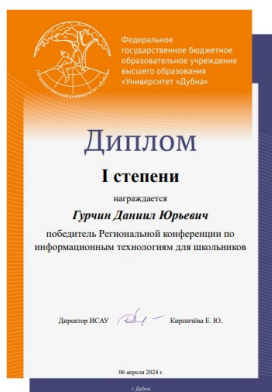 Федеральное
государственное бюджетное
образовательное учреждение
высшего образования
«Университет «Дубна»
Диплом
I степени
награждается
Гурчин Даниил Юрьевич
победитель Региональной конференции по
информационным технологиям для школьников
Директор ИСАУ Кирпичёва Е. Ю.
06 апреля 2024 г.
г. Дубна